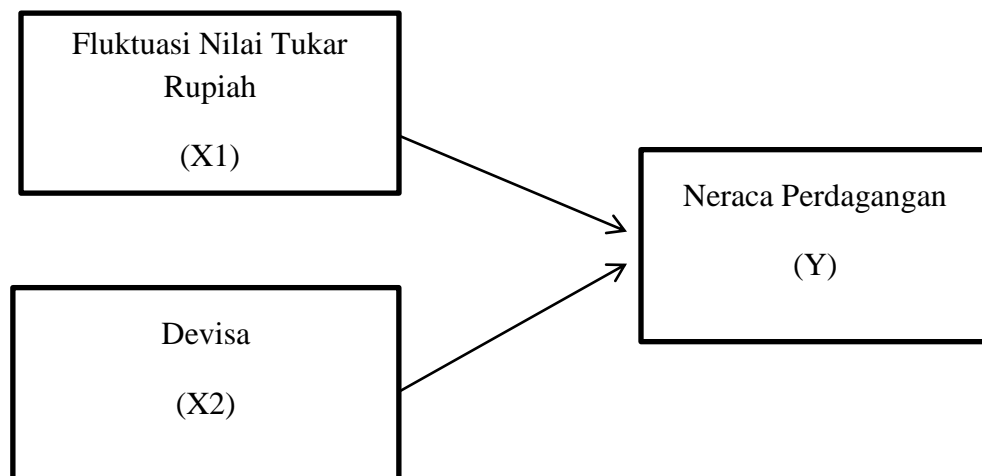 Fluktuasi Nilai Tukar
Rupiah
(X1)
Neraca Perdagangan
(Y)
Devisa
(X2)